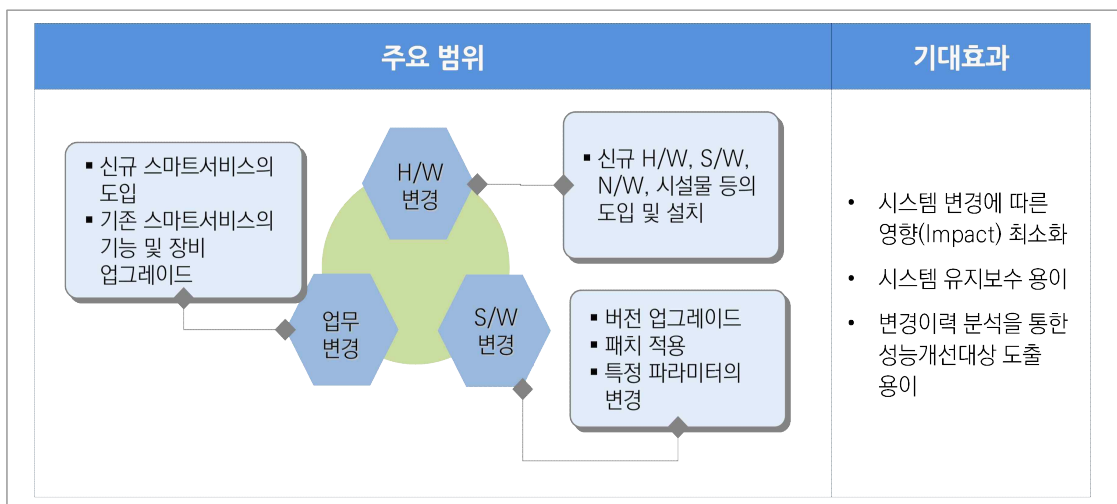 주요 범위
기대효과
▪ 신규 스마트서비스의
도입
▪ 기존 스마트서비스의
기능 및 장비
업그레이드
H/W
변경
▪ 신규 H/W, S/W,
N/W, 시설물 등의
도입 및 설치
업무
변경
S/W
변경
▪ 버전 업그레이드
▪ 패치 적용
▪ 특정 파라미터의
변경
• 시스템 변경에 따른
영향(Impact) 최소화
• 시스템 유지보수 용이
• 변경이력 분석을 통한
성능개선대상 도출
용이